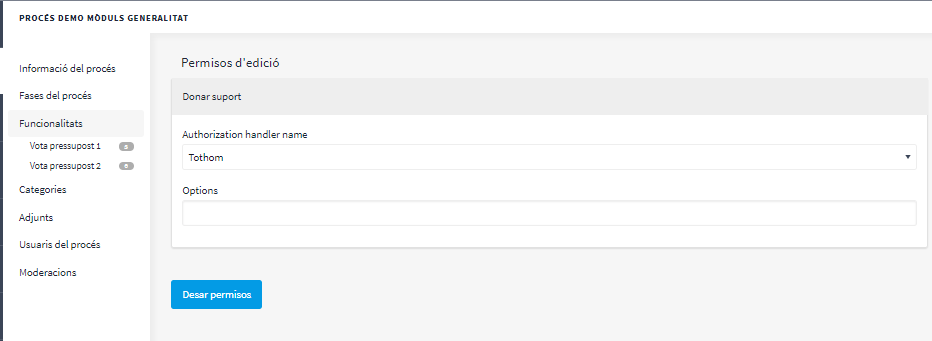 PROCÉS DEMO MÒDULS GENERALITAT
Informació del procés
Fases del procés
Funcionalitats
Vota pressupost 1
Vota pressupost 2
Categories
Adjunts
Usuaris del procés
Moderacions
Permisos d'edició
Donar suport
Authorization handler name
Tothom
Options
Desar permisos